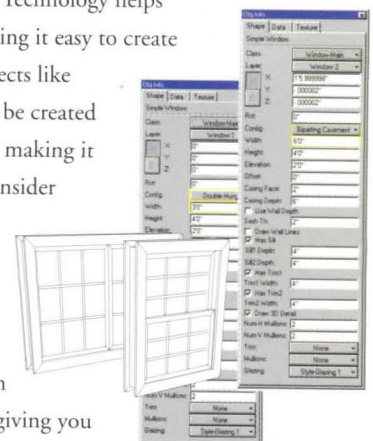 Technology helps
ing it easy to create
ects like
be created
making it
nsider
giving you
Obj Info
Shape Data Texture
Simple Window
Class: Window-Main
Layer: Window-2
X: 1'5.999998"
Y: -.000002"
Z: -.000002"
Rot: 0°
Config: Biparting Casement
Width: 6'0"
Height: 4'0"
Elevation: 2'0"
Offset: 0"
Casing Face: 2"
Casing Depth: 6"
Use Wall Depth
Sash Th: 2"
Draw Wall Lines
Has Sill
Sill1 Depth: 4"
Sill2 Depth: 4"
Has Trim1
Trim1 Width: 4"
Has Trim2
Trim2 Width: 4"
Draw 3D Detail
Num H Mullions: 2
Num V Mullions: 2
Trim: None
Mullions: None
Glazing: Style-Glazing T
Obj Info
Shape Data Texture
Simple Window
Class: Window-Main
Layer: Window 1
X 0"
Y 0"
Z 0"
Rot: 0°
Config: Double Hung
Width: 3'0"
Height: 4'0"
Elevation: 2'0"
Num V Mullions: 2
Trim: None
Mullions: None
Glazing: Style-Glazing T